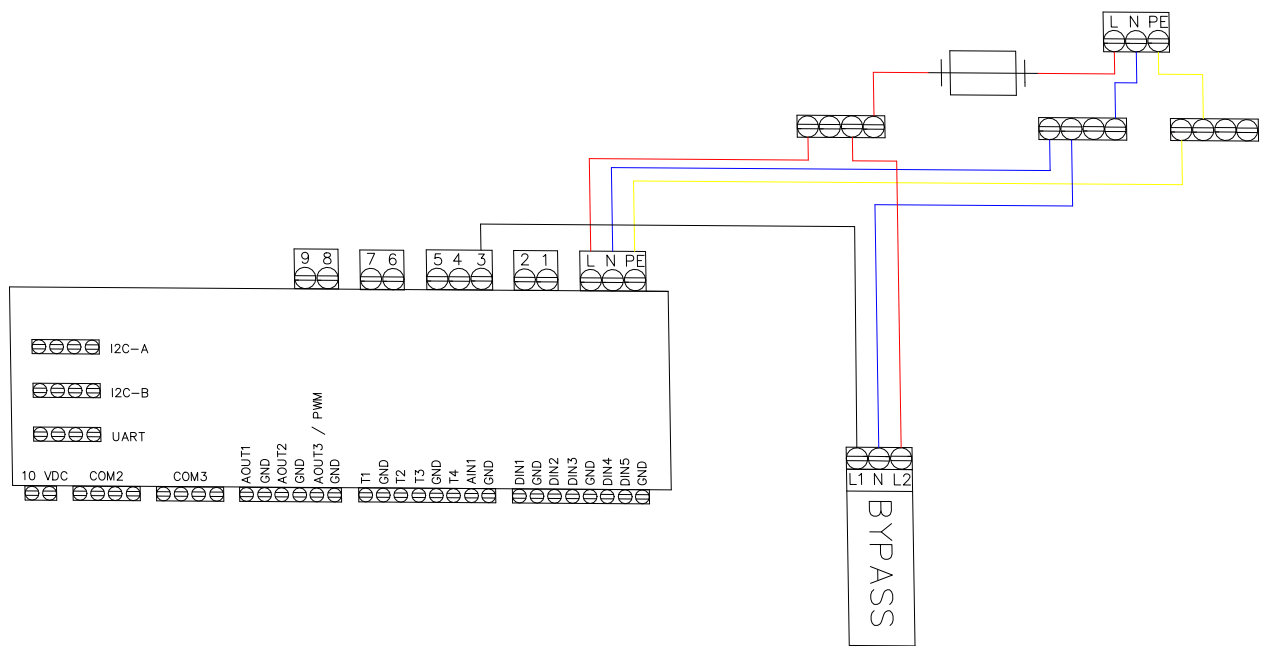 L N PE
9 8
7 6
5 4 3
2 1
L N PE
I2C-A
I2C-B
UART
10 VDC
COM2
COM3
AOUT1
GND
AOUT2
GND
AOUT3 / PWM
GND
T1
GND
T2
T3
GND
T4
AIN1
GND
DIN1
GND
DIN2
DIN3
GND
DIN4
DIN5
GND
L1 N L2
BYPASS